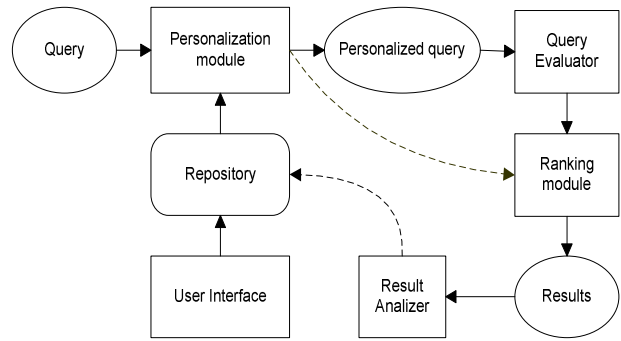 Query
Personalization
module
Personalized query
Query
Evaluator
Repository
Ranking
module
User Interface
Result
Analizer
Results